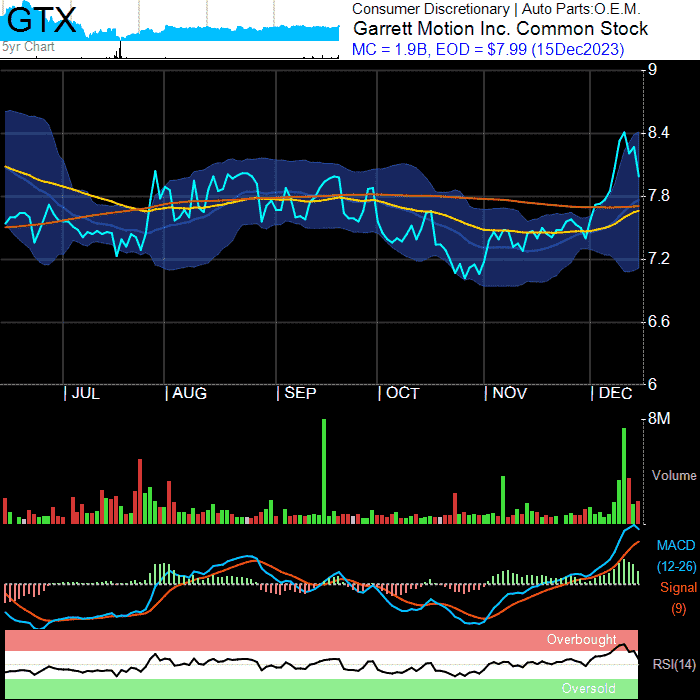 GTX
5yr Chart
Consumer Discretionary | Auto Parts:O.E.M.
Garrett Motion Inc. Common Stock
MC = 1.9B, EOD = $7.99 (15Dec2023)
9
8.4
7.8
7.2
6.6
6
| JUL | AUG | SEP | OCT | NOV | DEC
8M
Volume
MACD
(12-26)
Signal
(9)
Overbought
RSI(14)
Oversold